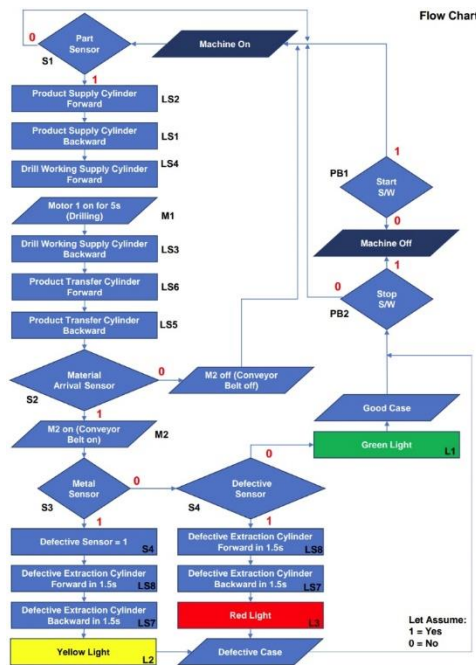 Flow Chart
0
Part
Sensor
S1
Machine On
1
Product Supply Cylinder
Forward
LS2
Product Supply Cylinder
Backward
LS1
LS4
Drill Working Supply Cylinder
Forward
Motor 1 on for 5s
(Drilling)
M1
Drill Working Supply Cylinder
Backward
LS3
Product Transfer Cylinder
Forward
LS6
Product Transfer Cylinder
Backward
LS5
1
PB1
Start
S/W
0
Machine Off
1
0
Stop
S/W
PB2
Material
Arrival Sensor
0
S2
M2 off (Conveyor
Belt off)
1
M2 on (Conveyor
Belt on)
M2
Good Case
0
Green Light
L1
Metal
Sensor
0
S3
Defective
Sensor
S4
1
1
Defective Sensor = 1
S4
Defective Extraction Cylinder
Forward in 1.5s
LS8
Defective Extraction Cylinder
Forward in 1.5s
LS8
Defective Extraction Cylinder
Backward in 1.5s
LS7
Defective Extraction Cylinder
Backward in 1.5s
LS7
Red Light
L3
Yellow Light
L2
Defective Case
Let Assume:
1 = Yes
0 = No